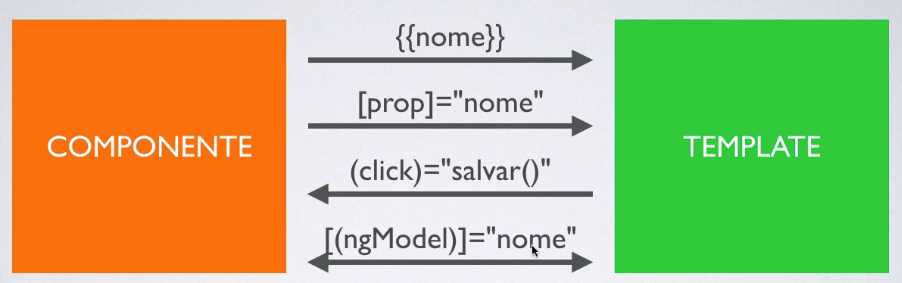 {{nome}}
[prop]="nome"
COMPONENTE
TEMPLATE
(click)="salvar()"
[(ngModel)]="nome"